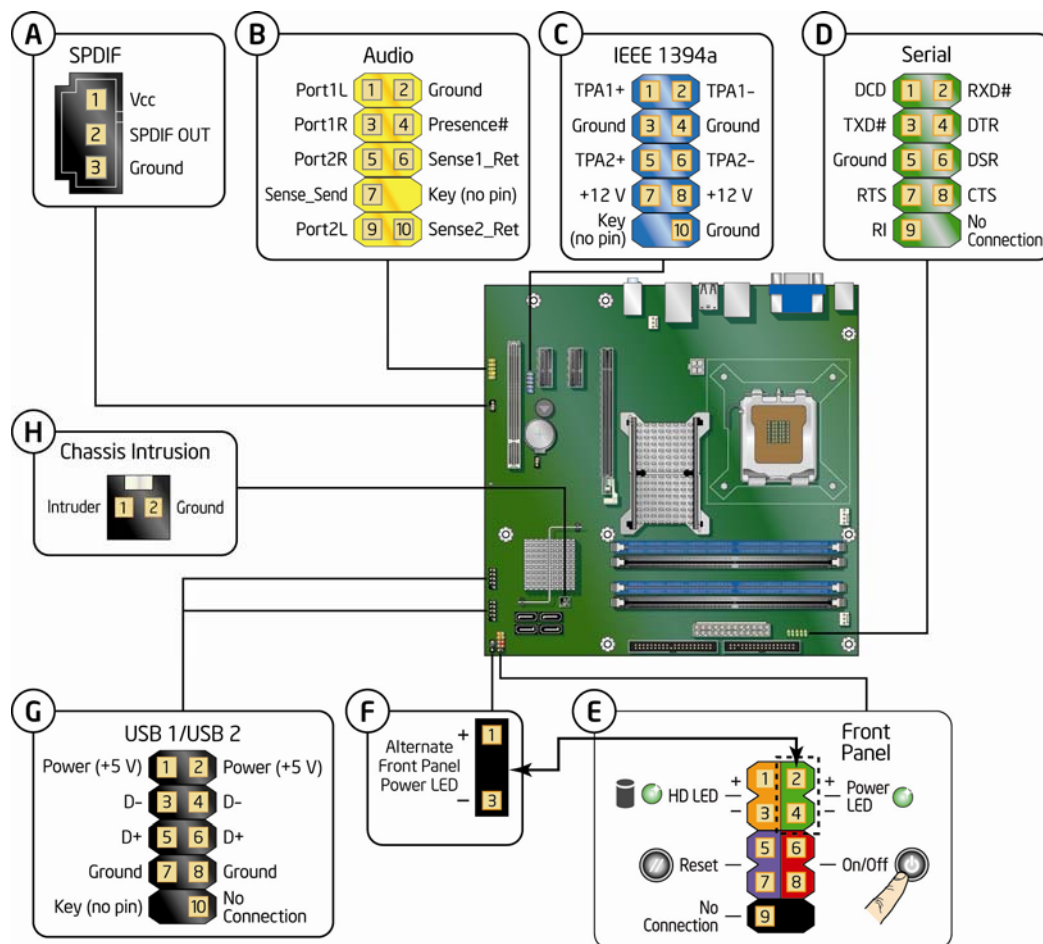 A
SPDIF
1 Vcc
2 SPDIF OUT
3 Ground
B
Audio
Port1L 1 2 Ground
Port1R 3 4 Presence#
Port2R 5 6 Sense1_Ret
Sense_Send 7 Key (no pin)
Port2L 9 10 Sense2_Ret
C
IEEE 1394a
TPA1+ 1 2 TPA1-
Ground 3 4 Ground
TPA2+ 5 6 TPA2-
+12 V 7 8 +12 V
Key
(no pin) 10 Ground
D
Serial
DCD 1 2 RXD#
TXD# 3 4 DTR
Ground 5 6 DSR
RTS 7 8 CTS
RI 9 No
Connection
H
Chassis Intrusion
Intruder 1 2 Ground
G
USB 1/USB 2
Power (+5 V) 1 2 Power (+5 V)
D- 3 4 D-
D+ 5 6 D+
Ground 7 8 Ground
Key (no pin) 10 No
Connection
F
Alternate
Front Panel
Power LED
+ 1
- 3
E
Front
Panel
+ 1 2 +
HD LED Power
LED
- 3 4 -
5 6
Reset On/Off
7 8
No
Connection 9